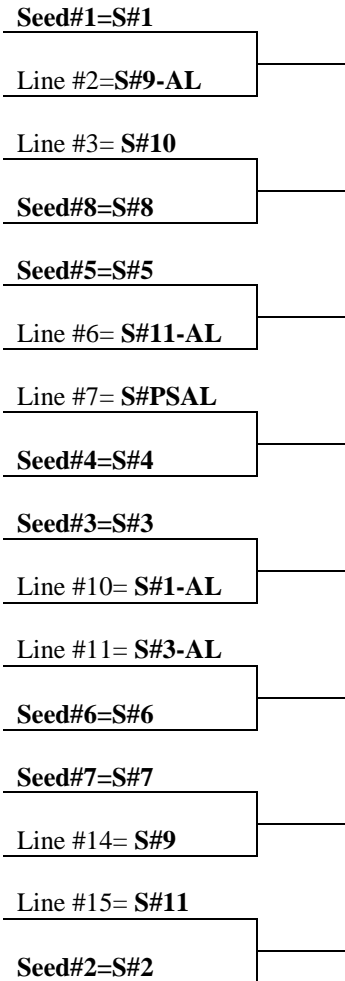 Seed#1=S#1
Line #2=S#9-AL
Line #3= S#10
Seed#8=S#8
Seed#5=S#5
Line #6= S#11-AL
Line #7= S#PSAL
Seed#4=S#4
Seed#3=S#3
Line #10= S#1-AL
Line #11= S#3-AL
Seed#6=S#6
Seed#7=S#7
Line #14= S#9
Line #15= S#11
Seed#2=S#2